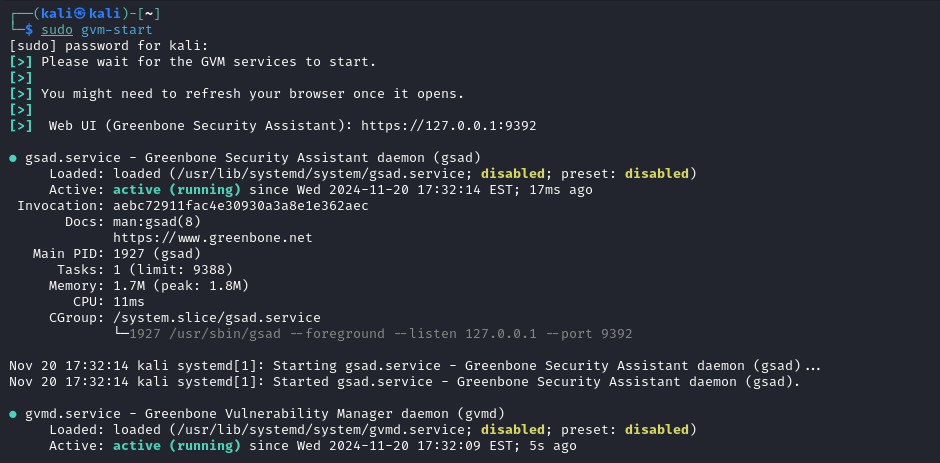 ┌──(kali㉿kali)-[~]
└─$ sudo gvm-start
[sudo] password for kali:
[>] Please wait for the GVM services to start.
[>]
[>] You might need to refresh your browser once it opens.
[>]
[>]  Web UI (Greenbone Security Assistant): https://127.0.0.1:9392

● gsad.service - Greenbone Security Assistant daemon (gsad)
     Loaded: loaded (/usr/lib/systemd/system/gsad.service; disabled; preset: disabled)
     Active: active (running) since Wed 2024-11-20 17:32:14 EST; 17ms ago
 Invocation: aebc72911fac4e30930a3a8e1e362aec
       Docs: man:gsad(8)
             https://www.greenbone.net
   Main PID: 1927 (gsad)
      Tasks: 1 (limit: 9388)
     Memory: 1.7M (peak: 1.8M)
        CPU: 11ms
     CGroup: /system.slice/gsad.service
             └─1927 /usr/sbin/gsad --foreground --listen 127.0.0.1 --port 9392

Nov 20 17:32:14 kali systemd[1]: Starting gsad.service - Greenbone Security Assistant daemon (gsad)...
Nov 20 17:32:14 kali systemd[1]: Started gsad.service - Greenbone Security Assistant daemon (gsad).

● gvmd.service - Greenbone Vulnerability Manager daemon (gvmd)
     Loaded: loaded (/usr/lib/systemd/system/gvmd.service; disabled; preset: disabled)
     Active: active (running) since Wed 2024-11-20 17:32:09 EST; 5s ago